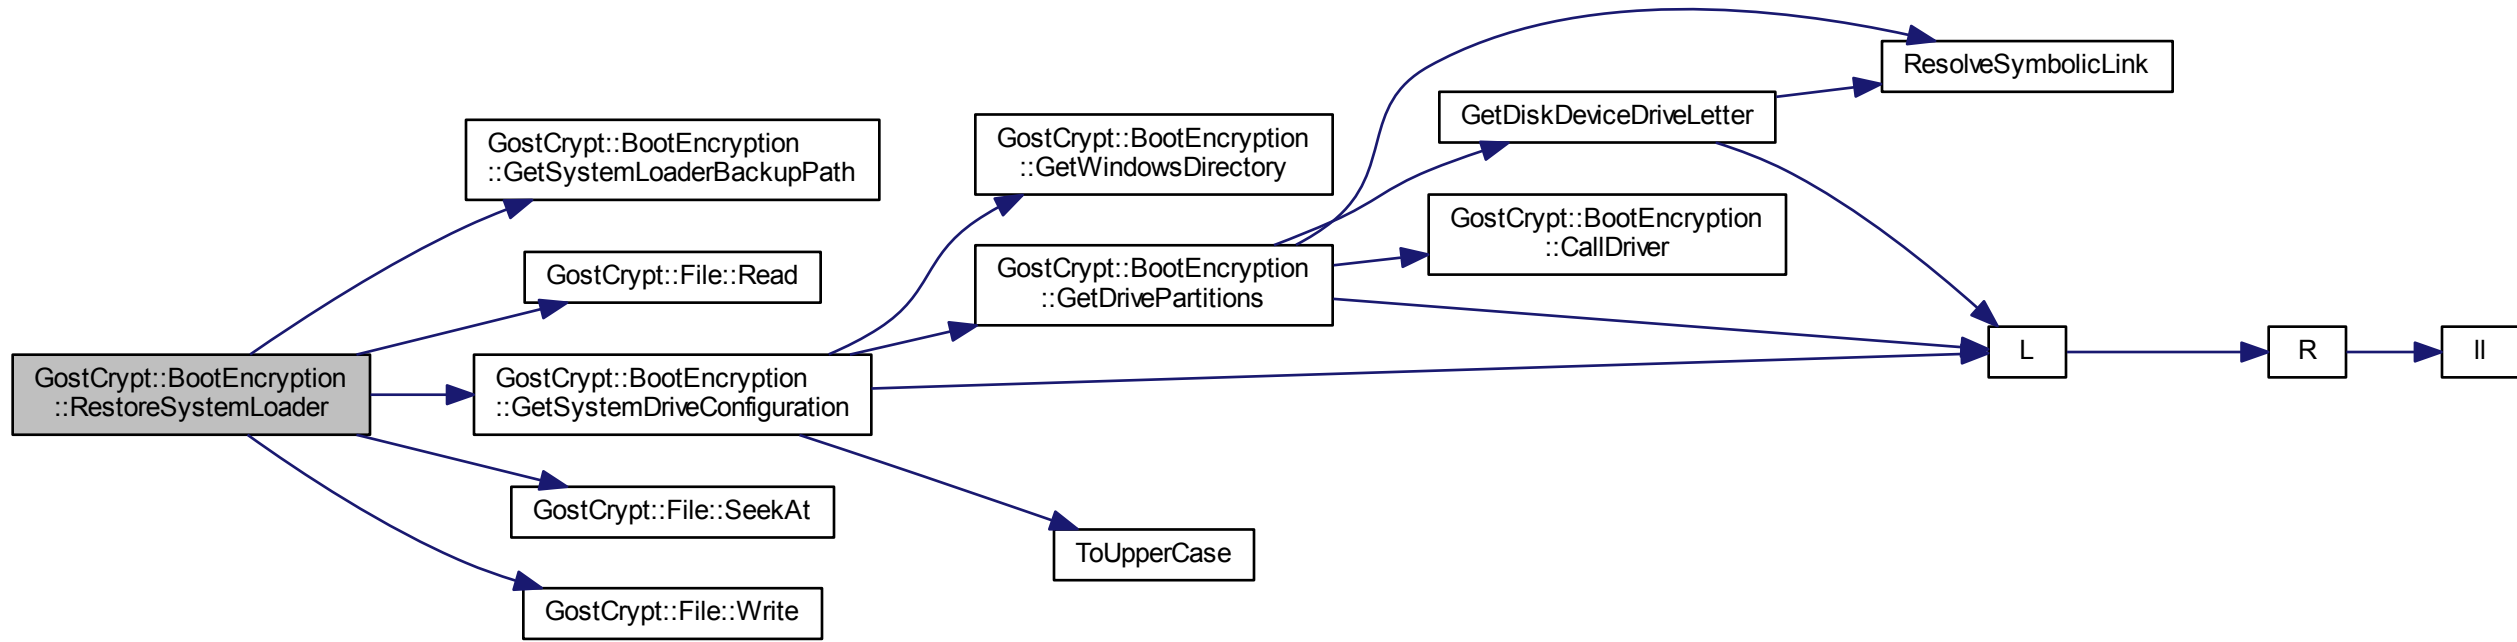 GostCrypt::BootEncryption
::RestoreSystemLoader
GostCrypt::BootEncryption
::GetSystemLoaderBackupPath
GostCrypt::File::Read
GostCrypt::BootEncryption
::GetSystemDriveConfiguration
GostCrypt::File::SeekAt
GostCrypt::File::Write
GostCrypt::BootEncryption
::GetWindowsDirectory
GostCrypt::BootEncryption
::GetDrivePartitions
ToUpperCase
GetDiskDeviceDriveLetter
GostCrypt::BootEncryption
::CallDriver
ResolveSymbolicLink
L
R
ll